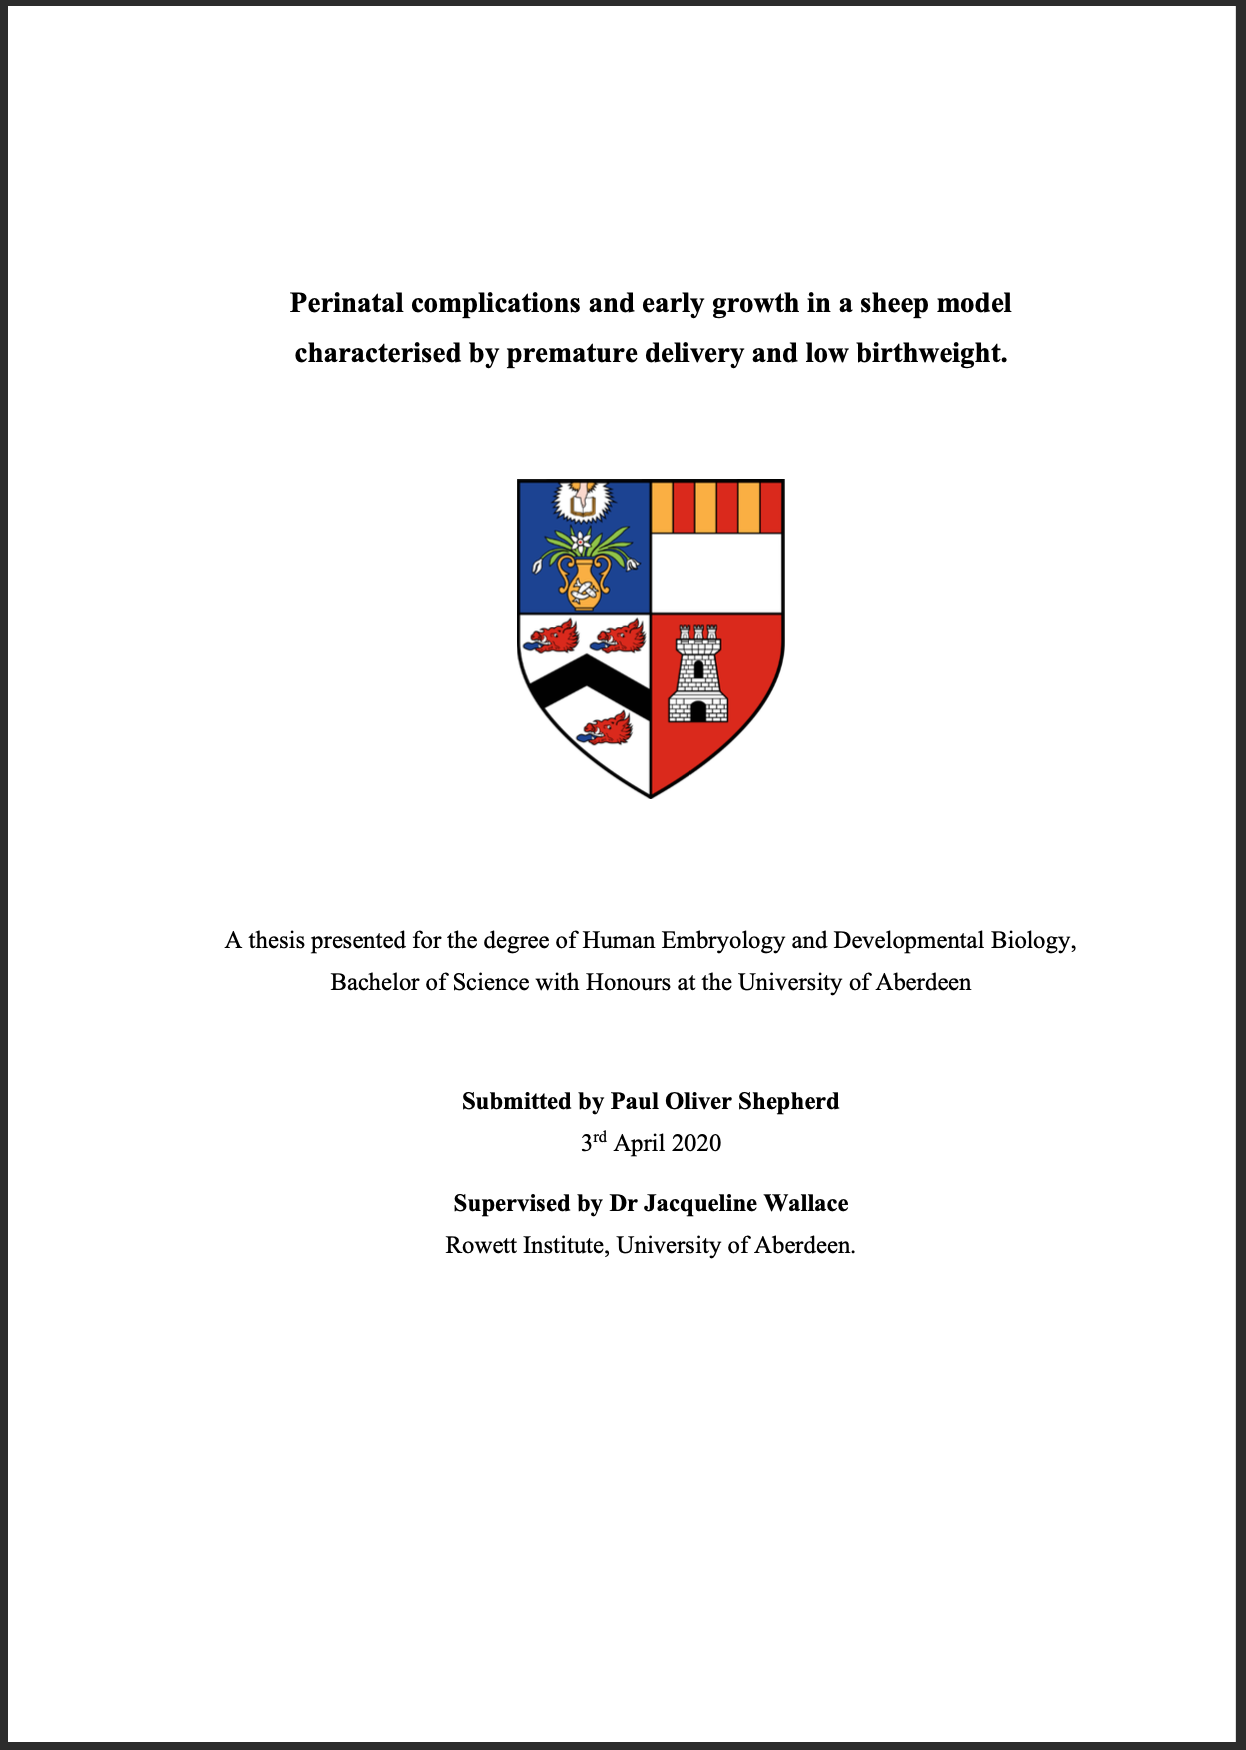 Perinatal complications and early growth in a sheep model
characterised by premature delivery and low birthweight.
A thesis presented for the degree of Human Embryology and Developmental Biology,
Bachelor of Science with Honours at the University of Aberdeen
Submitted by Paul Oliver Shepherd
3rd April 2020
Supervised by Dr Jacqueline Wallace
Rowett Institute, University of Aberdeen.